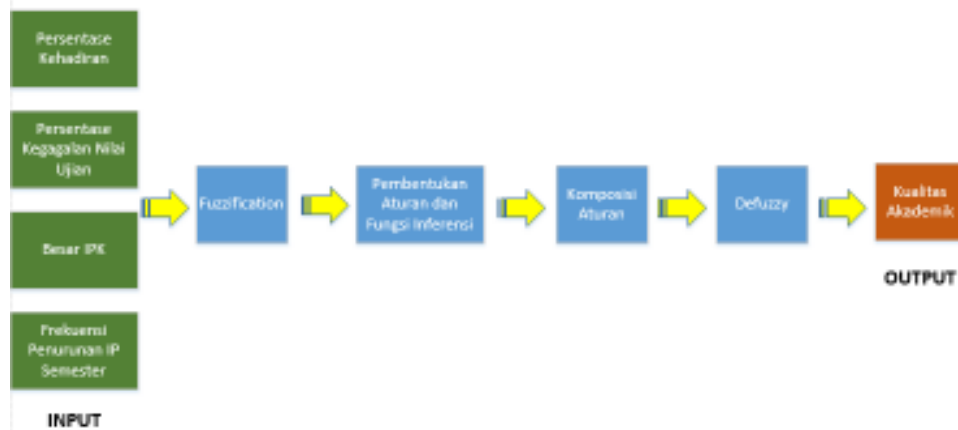 Persentase
Kehadiran
Persentase
Kegagalan Nilai
Ujian
Besar IPK
Frekuensi
Penurunan IP
Semester
INPUT
Fuzzification
Pembentukan
Aturan dan
Fungsi Inferensi
Komposisi
Aturan
Defuzzy
Kualitas
Akademik
OUTPUT